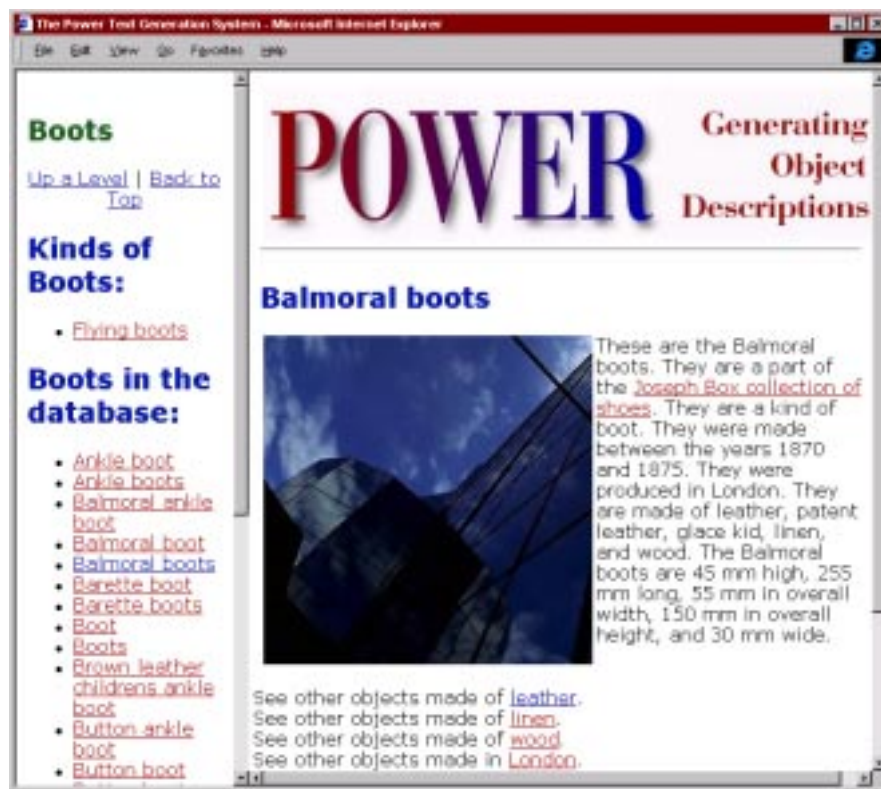 The Power Text Generation System - Microsoft Internet Explorer
File Edit View Go Favorites Help
Boots
Up a Level | Back to
Top
Kinds of
Boots:
Flying boots
Boots in the
database:
Ankle boot
Ankle boots
Balmoral ankle
boot
Balmoral boot
Balmoral boots
Barette boot
Barette boots
Boot
Boots
Brown leather
childrens ankle
boot
Button ankle
boot
Button boot
POWER
Generating
Object
Descriptions
Balmoral boots
These are the Balmoral
boots. They are a part of
the Joseph Box collection of
shoes. They are a kind of
boot. They were made
between the years 1870
and 1875. They were
produced in London. They
are made of leather, patent
leather, glace kid, linen,
and wood. The Balmoral
boots are 45 mm high, 255
mm long, 55 mm in overall
width, 150 mm in overall
height, and 30 mm wide.
See other objects made of leather.
See other objects made of linen.
See other objects made of wood.
See other objects made in London.